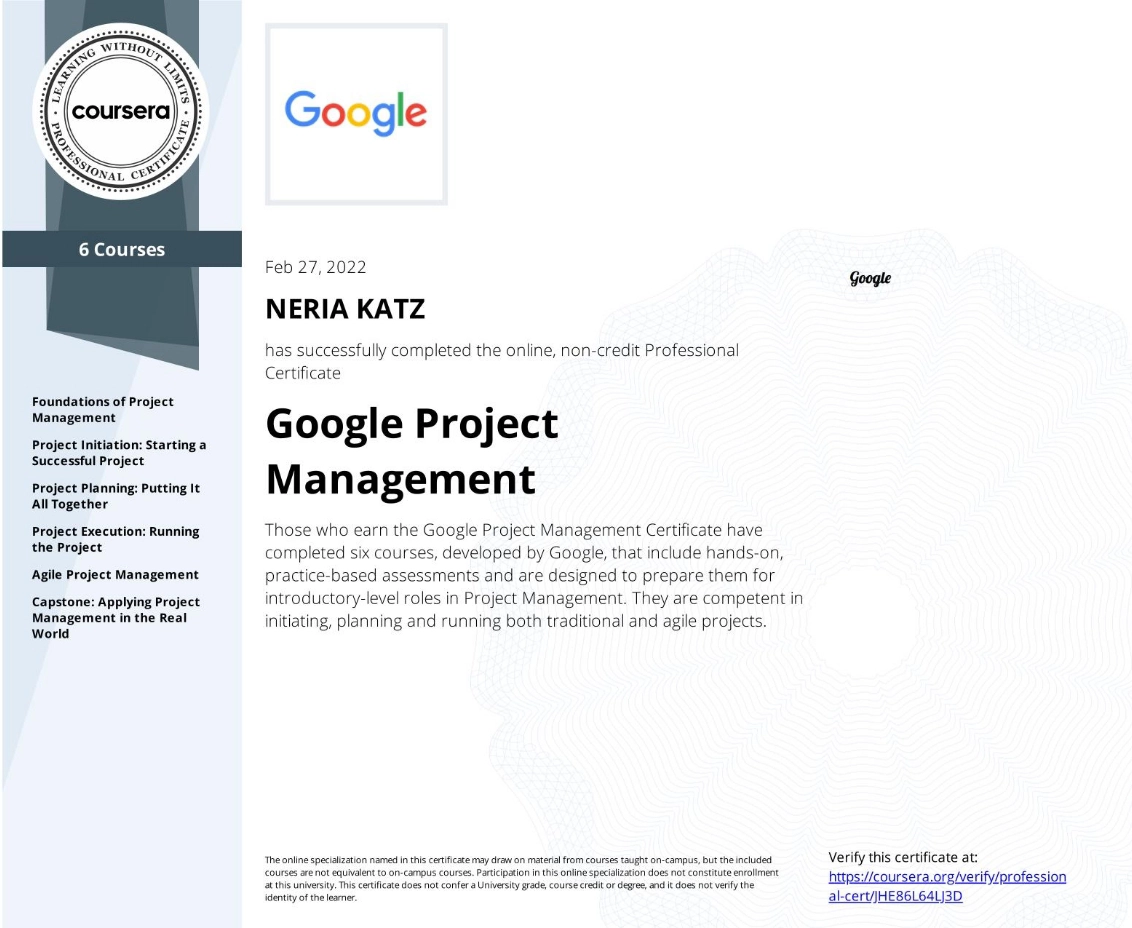 LEARNING WITHOUT LIMITS
coursera
PROFESSIONAL CERTIFICATE
6 Courses
Foundations of Project
Management
Project Initiation: Starting a
Successful Project
Project Planning: Putting It
All Together
Project Execution: Running
the Project
Agile Project Management
Capstone: Applying Project
Management in the Real
World
Google
Feb 27, 2022
NERIA KATZ
has successfully completed the online, non-credit Professional
Certificate
Google Project
Management
Those who earn the Google Project Management Certificate have
completed six courses, developed by Google, that include hands-on,
practice-based assessments and are designed to prepare them for
introductory-level roles in Project Management. They are competent in
initiating, planning and running both traditional and agile projects.
Google
The online specialization named in this certificate may draw on material from courses taught on-campus, but the included
courses are not equivalent to on-campus courses. Participation in this online specialization does not constitute enrollment
at this university. This certificate does not confer a University grade, course credit or degree, and it does not verify the
identity of the learner.
Verify this certificate at:
https://coursera.org/verify/profession
al-cert/JHE86L64LJ3D